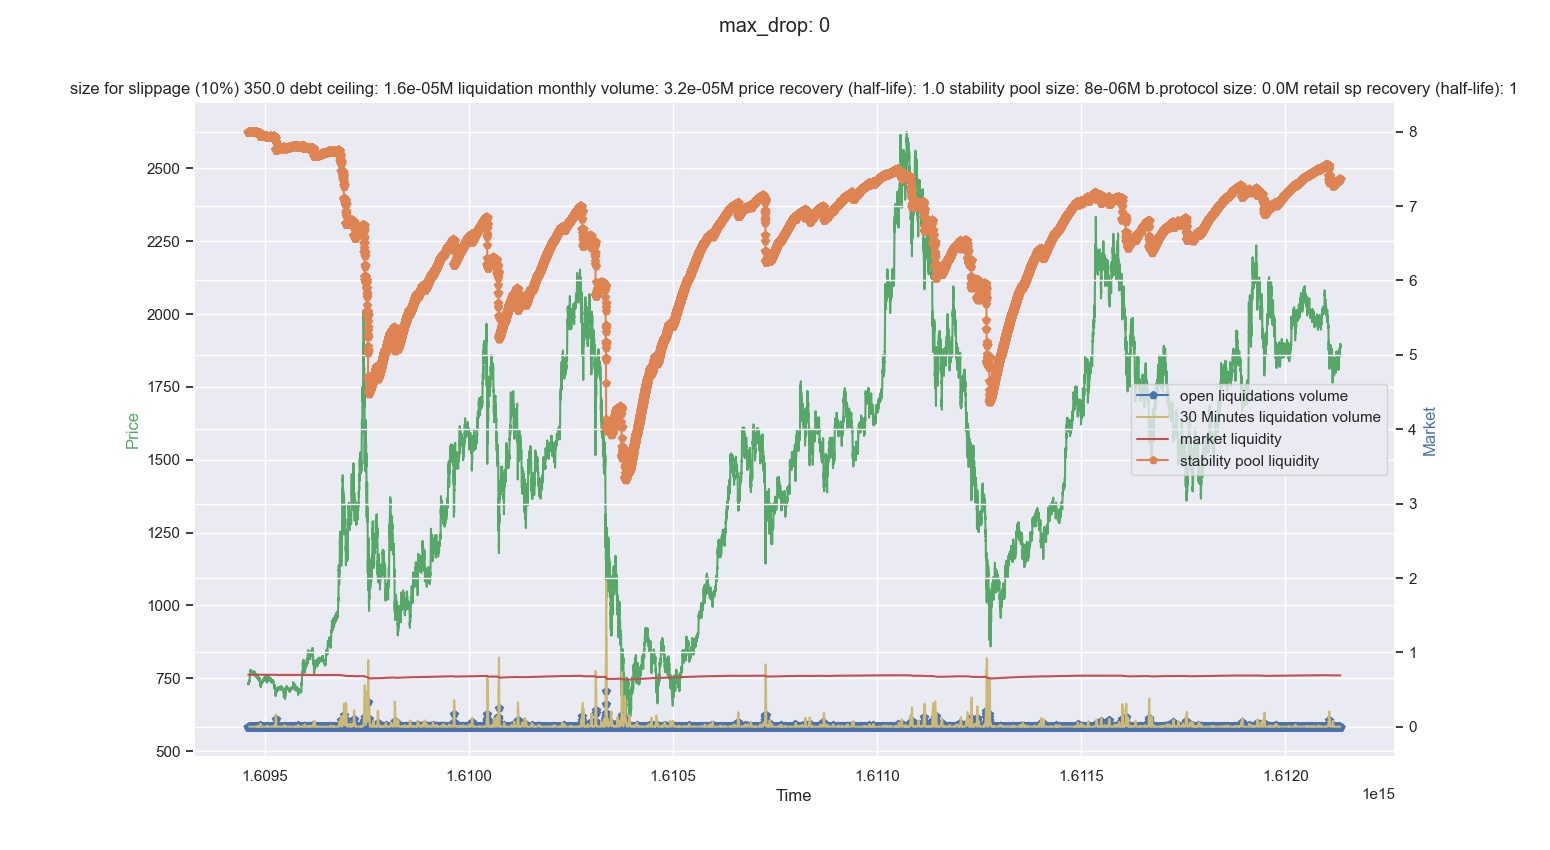 max_drop: 0
size for slippage (10%) 350.0 debt ceiling: 1.6e-05M liquidation monthly volume: 3.2e-05M price recovery (half-life): 1.0 stability pool size: 8e-06M b.protocol size: 0.0M retail sp recovery (half-life): 1
2500
2250
2000
1750
1500
1250
1000
750
500
Price
8
7
6
5
4
3
2
1
0
Market
open liquidations volume
30 Minutes liquidation volume
market liquidity
stability pool liquidity
1.6095
1.6100
1.6105
1.6110
1.6115
1.6120
Time
1e15